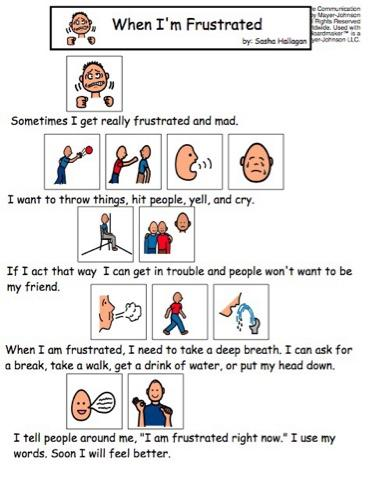 When I'm Frustrated
by: Sasha Hallagan
e Communication
by Mayer-Johnson
l Rights Reserved
ldwide. Used with
Boardmaker™ is a
yer-Johnson LLC.
Sometimes I get really frustrated and mad.
I want to throw things, hit people, yell, and cry.
If I act that way I can get in trouble and people won't want to be
my friend.
When I am frustrated, I need to take a deep breath. I can ask for
a break, take a walk, get a drink of water, or put my head down.
I tell people around me, "I am frustrated right now." I use my
words. Soon I will feel better.